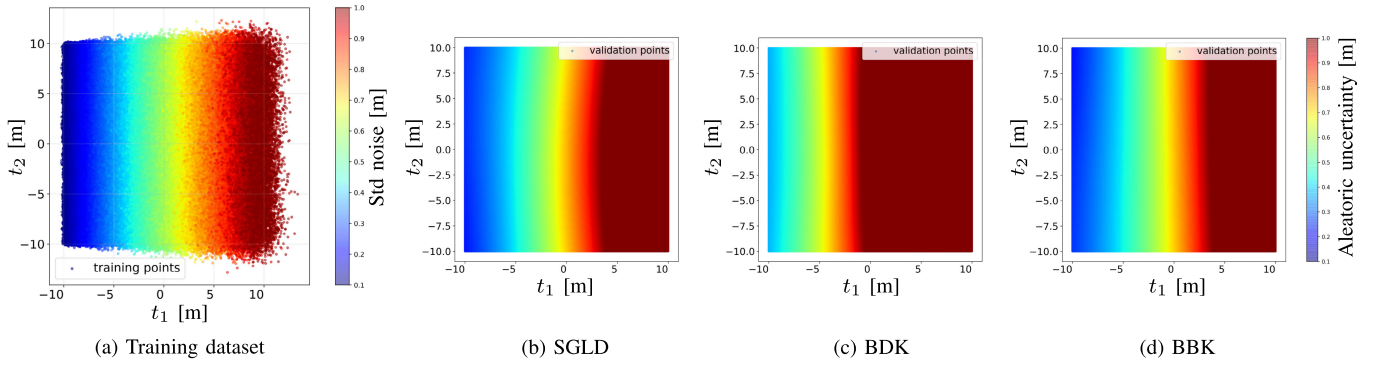 training points
t₂ [m]
10
5
0
−5
−10
−10 −5 0 5 10
t₁ [m]
1.0
0.9
0.8
0.7
0.6
0.5
0.4
0.3
0.2
0.1
Std noise [m]
(a) Training dataset
validation points
t₂ [m]
10.0
7.5
5.0
2.5
0.0
−2.5
−5.0
−7.5
−10.0
−10 −5 0 5 10
t₁ [m]
(b) SGLD
validation points
t₂ [m]
10.0
7.5
5.0
2.5
0.0
−2.5
−5.0
−7.5
−10.0
−10 −5 0 5 10
t₁ [m]
(c) BDK
validation points
t₂ [m]
10.0
7.5
5.0
2.5
0.0
−2.5
−5.0
−7.5
−10.0
−10 −5 0 5 10
t₁ [m]
(d) BBK
1.0
0.9
0.8
0.7
0.6
0.5
0.4
0.3
0.2
0.1
Aleatoric uncertainty [m]